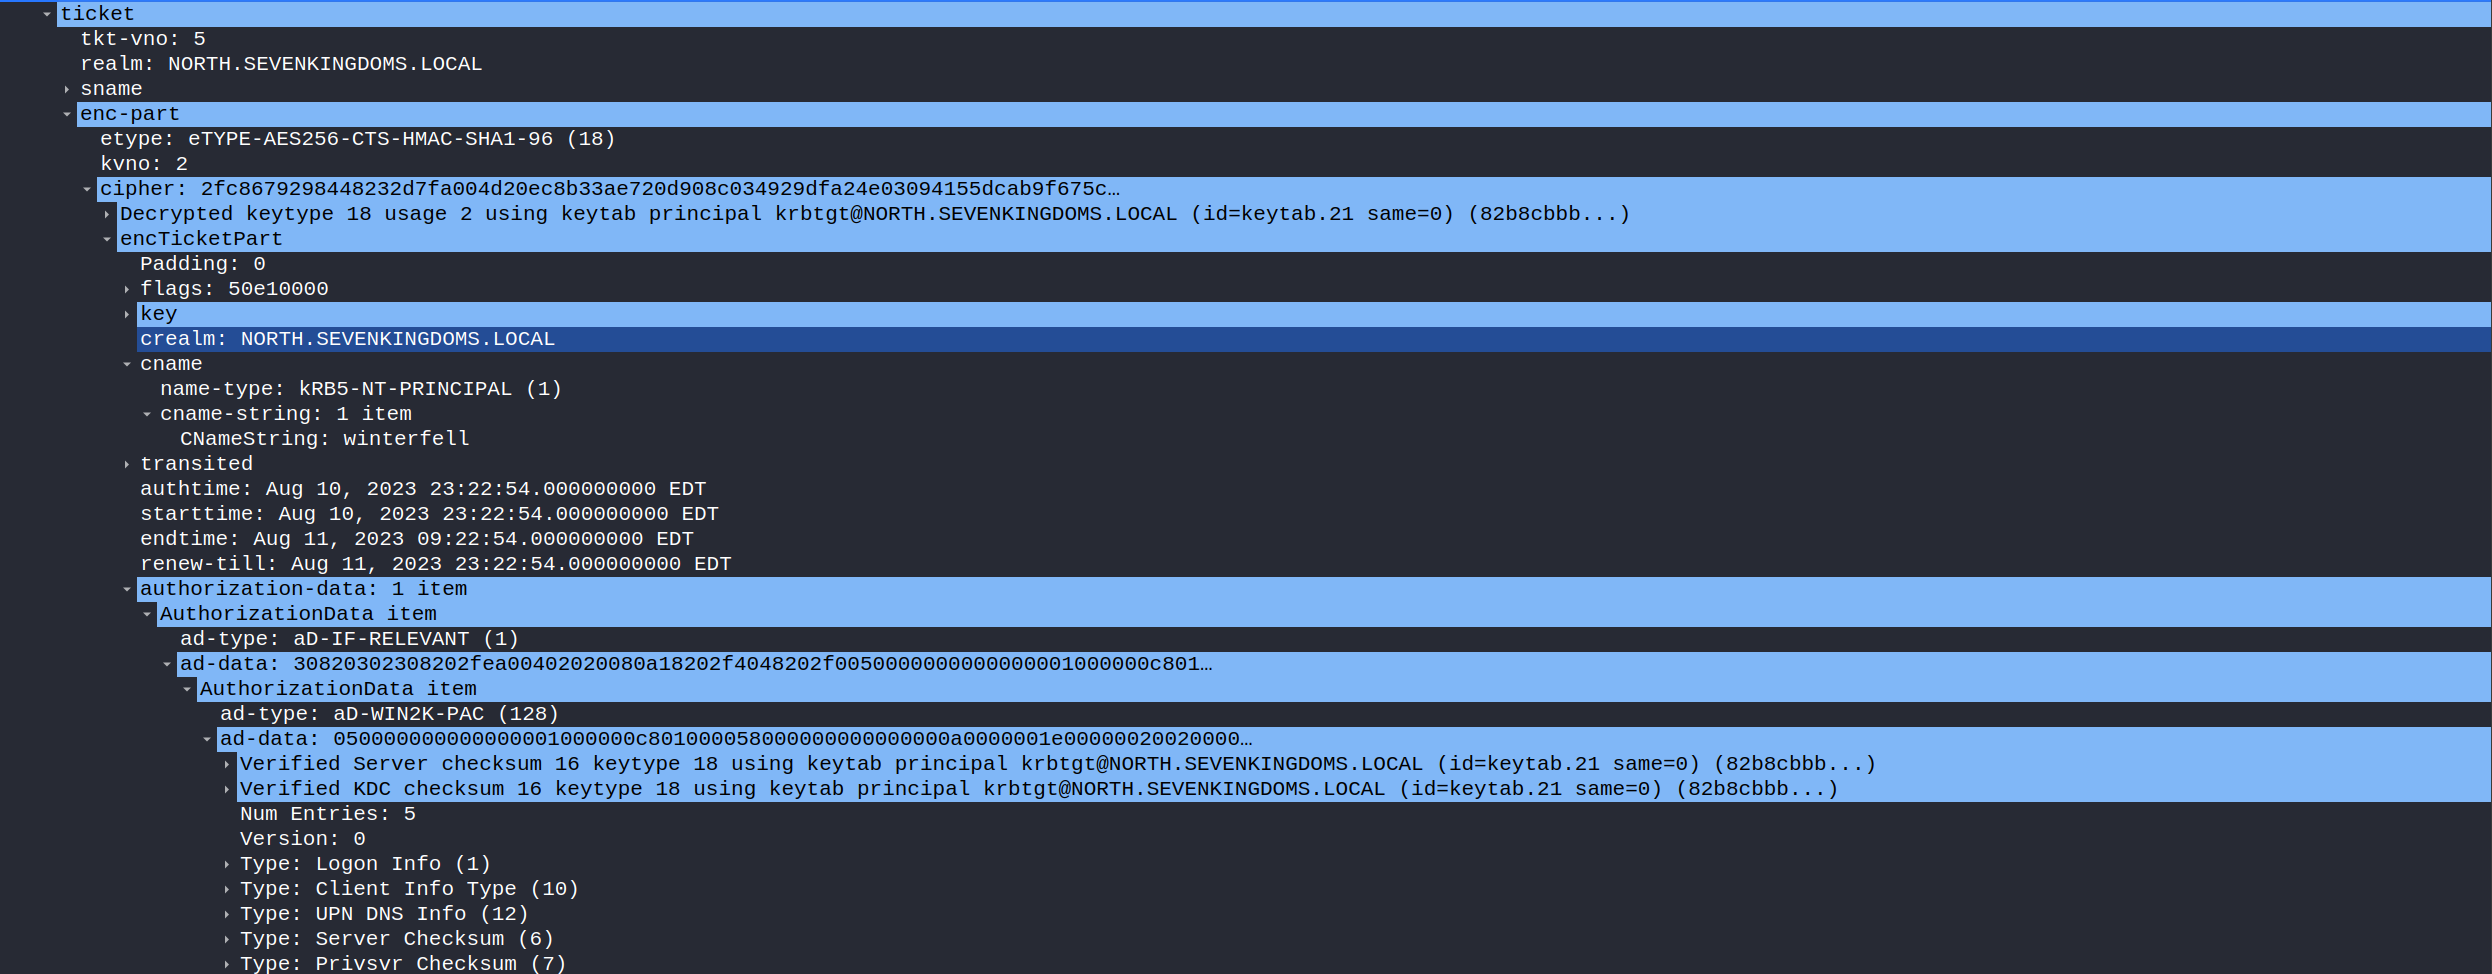 ticket
tkt-vno: 5
realm: NORTH.SEVENKINGDOMS.LOCAL
sname
enc-part
etype: eTYPE-AES256-CTS-HMAC-SHA1-96 (18)
kvno: 2
cipher: 2fc8679298448232d7fa004d20ec8b33ae720d908c034929dfa24e03094155dcab9f675c…
Decrypted keytype 18 usage 2 using keytab principal krbtgt@NORTH.SEVENKINGDOMS.LOCAL (id=keytab.21 same=0) (82b8cbbb...)
encTicketPart
Padding: 0
flags: 50e10000
key
crealm: NORTH.SEVENKINGDOMS.LOCAL
cname
name-type: kRB5-NT-PRINCIPAL (1)
cname-string: 1 item
CNameString: winterfell
transited
authtime: Aug 10, 2023 23:22:54.000000000 EDT
starttime: Aug 10, 2023 23:22:54.000000000 EDT
endtime: Aug 11, 2023 09:22:54.000000000 EDT
renew-till: Aug 11, 2023 23:22:54.000000000 EDT
authorization-data: 1 item
AuthorizationData item
ad-type: aD-IF-RELEVANT (1)
ad-data: 30820302308202fea00402020080a18202f4048202f0050000000000000001000000c801…
AuthorizationData item
ad-type: aD-WIN2K-PAC (128)
ad-data: 050000000000000001000000c8010000580000000000000000a0000001e00000020020000…
Verified Server checksum 16 keytype 18 using keytab principal krbtgt@NORTH.SEVENKINGDOMS.LOCAL (id=keytab.21 same=0) (82b8cbbb...)
Verified KDC checksum 16 keytype 18 using keytab principal krbtgt@NORTH.SEVENKINGDOMS.LOCAL (id=keytab.21 same=0) (82b8cbbb...)
Num Entries: 5
Version: 0
Type: Logon Info (1)
Type: Client Info Type (10)
Type: UPN DNS Info (12)
Type: Server Checksum (6)
Type: Privsvr Checksum (7)